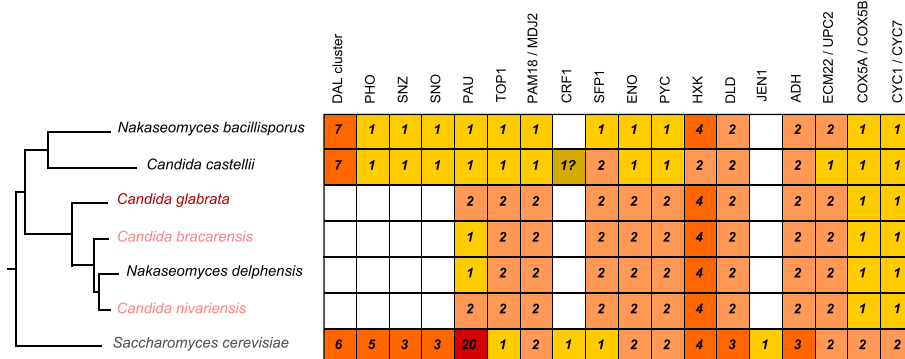 DAL cluster PHO SNZ SNO PAU TOP1 PAM18 / MDJ2 CRF1 SFP1 ENO PYC HXK DLD JEN1 ADH ECM22 / UPC2 COX5A / COX5B CYC1 / CYC7
Nakaseomyces bacillisporus 7 1 1 1 1 1 1 1 1 1 4 2 2 2 1 1
Candida castellii 7 1 1 1 1 1 1 1? 2 1 1 2 2 2 1 1 1
Candida glabrata 2 2 2 2 2 2 4 2 2 2 1 1
Candida bracarensis 1 2 2 2 2 2 4 2 2 2 1 1
Nakaseomyces delphensis 1 2 2 2 2 2 4 2 2 2 1 1
Candida nivariensis 2 2 2 2 2 2 4 2 2 2 1 1
Saccharomyces cerevisiae 6 5 3 3 20 1 2 1 1 2 2 4 3 1 3 2 2 2